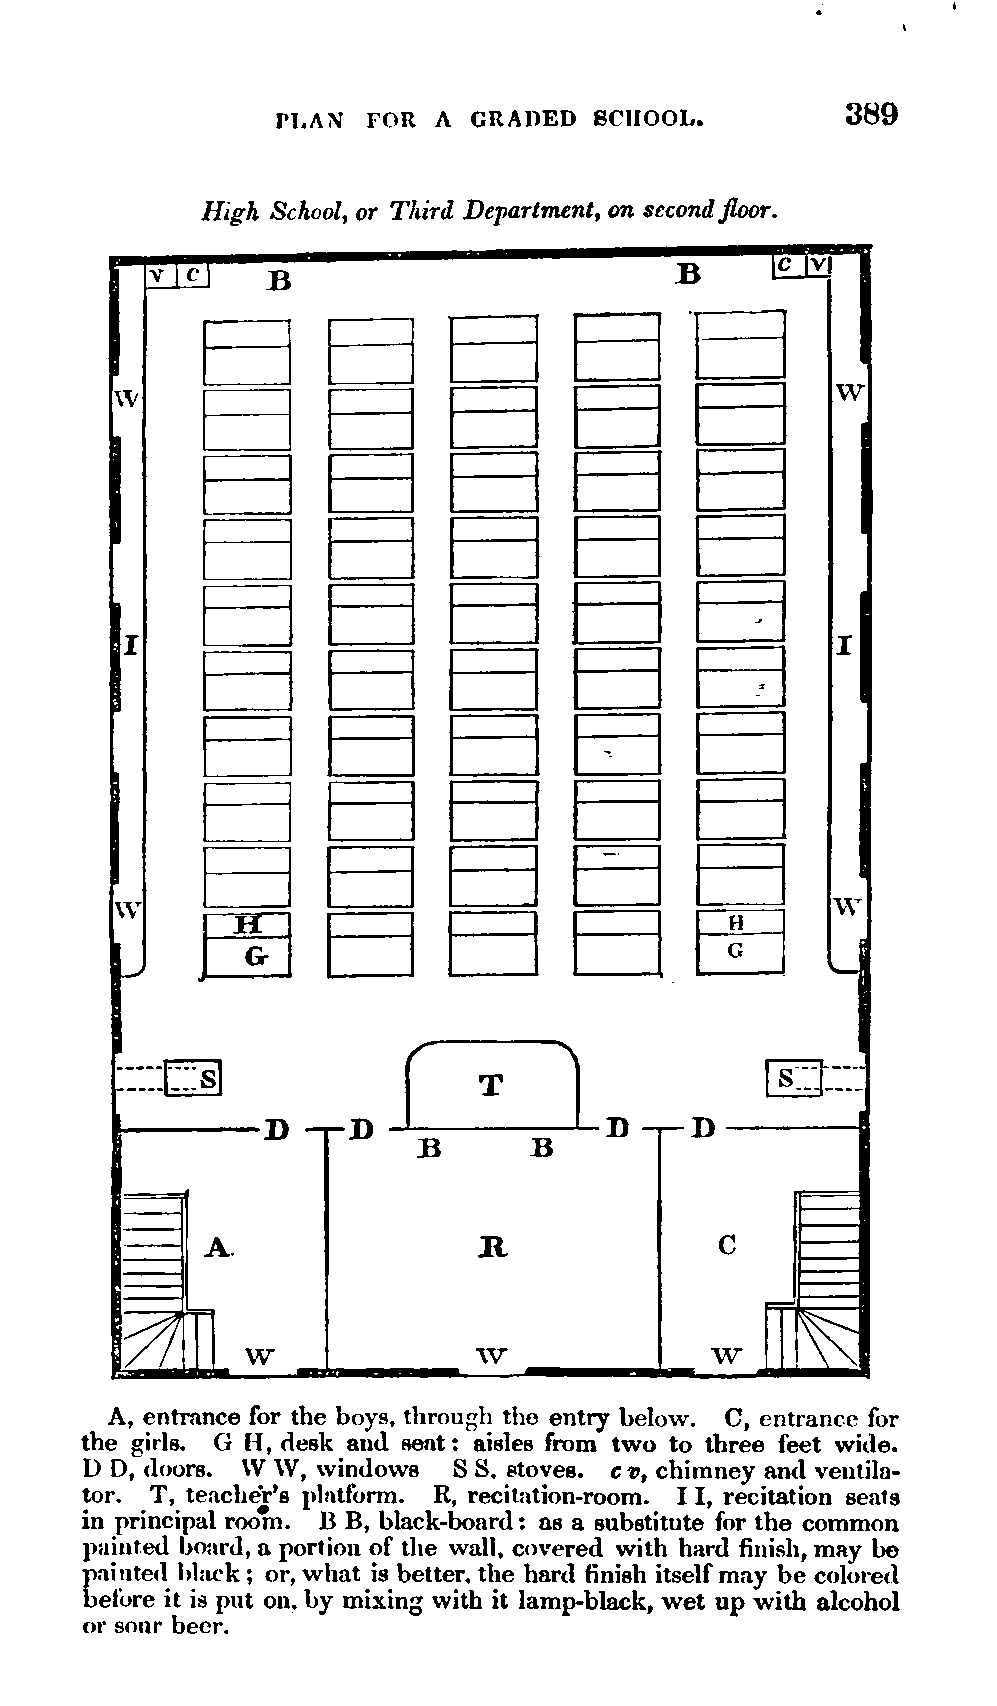 PLAN FOR A GRADED SCHOOL. 389
High School, or Third Department, on second floor.
V C B B C V
W W
I I
W W
H H
G G
S T S
D D D D
B B
A. R C
W W W
A, entrance for the boys, through the entry below. C, entrance for
the girls. G H, desk and seat: aisles from two to three feet wide.
D D, doors. W W, windows S S. stoves. c v, chimney and ventila-
tor. T, teacher's platform. R, recitation-room. I I, recitation seats
in principal room. B B, black-board: as a substitute for the common
painted board, a portion of the wall, covered with hard finish, may be
painted black; or, what is better, the hard finish itself may be colored
before it is put on, by mixing with it lamp-black, wet up with alcohol
or sour beer.